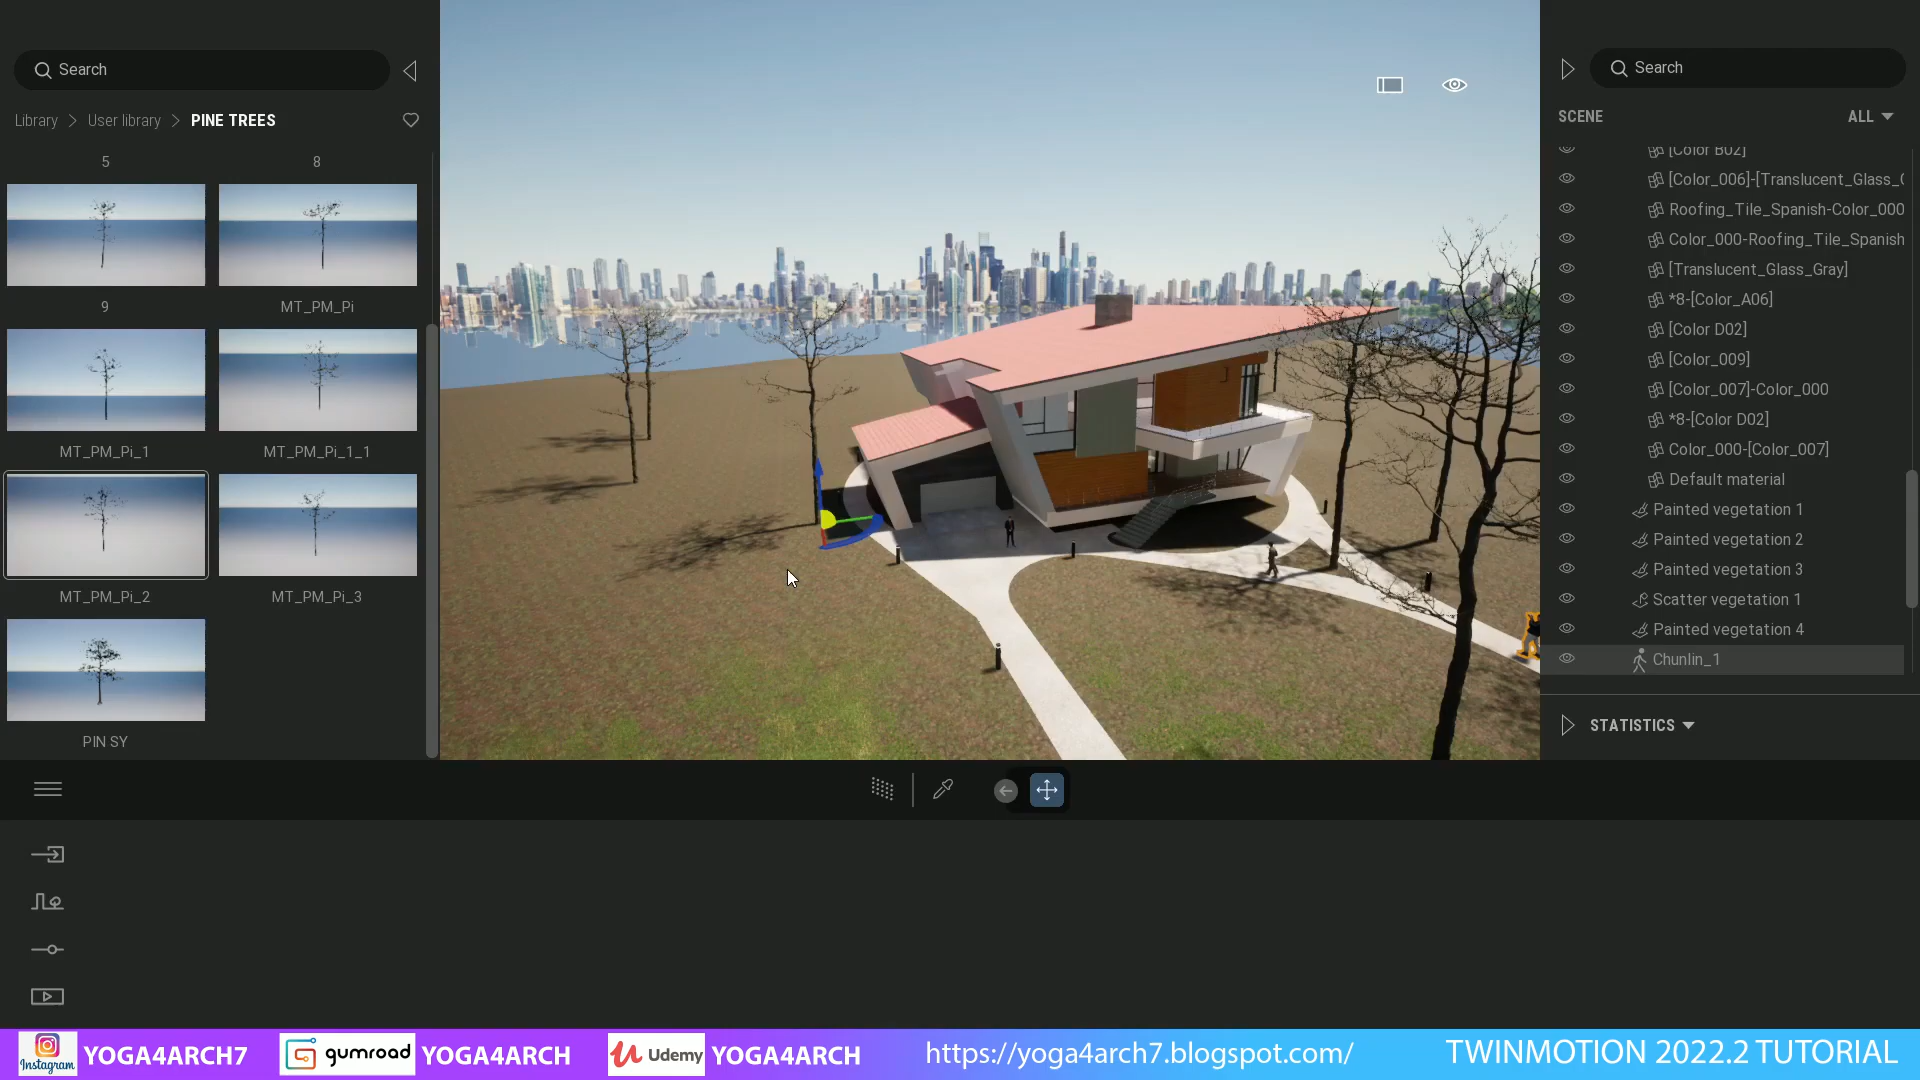 Search
Library
User library
PINE TREES
5
8
9
MT_PM_Pi
MT_PM_Pi_1
MT_PM_Pi_1_1
MT_PM_Pi_2
MT_PM_Pi_3
PIN SY
Search
SCENE
ALL
[Color B02]
[Color_006]-[Translucent_Glass_
Roofing_Tile_Spanish-Color_000
Color_000-Roofing_Tile_Spanish
[Translucent_Glass_Gray]
*8-[Color_A06]
[Color D02]
[Color_009]
[Color_007]-Color_000
*8-[Color D02]
Color_000-[Color_007]
Default material
Painted vegetation 1
Painted vegetation 2
Painted vegetation 3
Scatter vegetation 1
Painted vegetation 4
Chunlin_1
STATISTICS
Instagram YOGA4ARCH7
gumroad YOGA4ARCH
Udemy YOGA4ARCH
https://yoga4arch7.blogspot.com/
TWINMOTION 2022.2 TUTORIAL